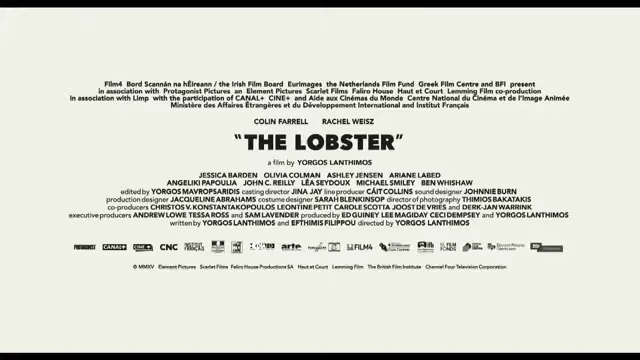 Film4 Bord Scannán na hÉireann / the Irish Film Board Eurimages the Netherlands Film Fund Greek Film Centre and BFI present
in association with Protagonist Pictures an Element Pictures Scarlet Films Faliro House Haut et Court Lemming Film co-production
in association with Limp with the participation of CANAL+ CINE+ and Aide aux Cinémas du Monde Centre National du Cinéma et de l'Image Animée
Ministère des Affaires Étrangères et du Développement International and Institut Français
COLIN FARRELL RACHEL WEISZ
"THE LOBSTER"
a film by YORGOS LANTHIMOS
JESSICA BARDEN OLIVIA COLMAN ASHLEY JENSEN ARIANE LABED
ANGELIKI PAPOULIA JOHN C. REILLY LÉA SEYDOUX MICHAEL SMILEY BEN WHISHAW
edited by YORGOS MAVROPSARIDIS casting director JINA JAY line producer CÁIT COLLINS sound designer JOHNNIE BURN
production designer JACQUELINE ABRAHAMS costume designer SARAH BLENKINSOP director of photography THIMIOS BAKATAKIS
co-producers CHRISTOS V. KONSTANTAKOPOULOS LEONTINE PETIT CAROLE SCOTTA JOOST DE VRIES and DERK-JAN WARRINK
executive producers ANDREW LOWE TESSA ROSS and SAM LAVENDER produced by ED GUINEY LEE MAGIDAY CECI DEMPSEY and YORGOS LANTHIMOS
written by YORGOS LANTHIMOS and EFTHIMIS FILIPPOU directed by YORGOS LANTHIMOS
PROTAGONIST CANAL+ CINE+ CNC INSTITUT FRANÇAIS arte FILM4 FILM FONDS
© MMXV Element Pictures Scarlet Films Faliro House Productions SA Haut et Court Lemming Film The British Film Institute Channel Four Television Corporation